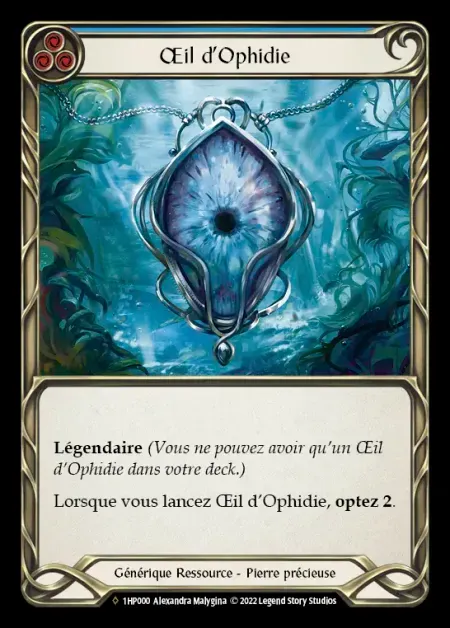 Œil d'Ophidie
Légendaire (Vous ne pouvez avoir qu'un Œil
d'Ophidie dans votre deck.)
Lorsque vous lancez Œil d'Ophidie, optez 2.
Générique Ressource - Pierre précieuse
1HP000 Alexandra Malygina © 2022 Legend Story Studios